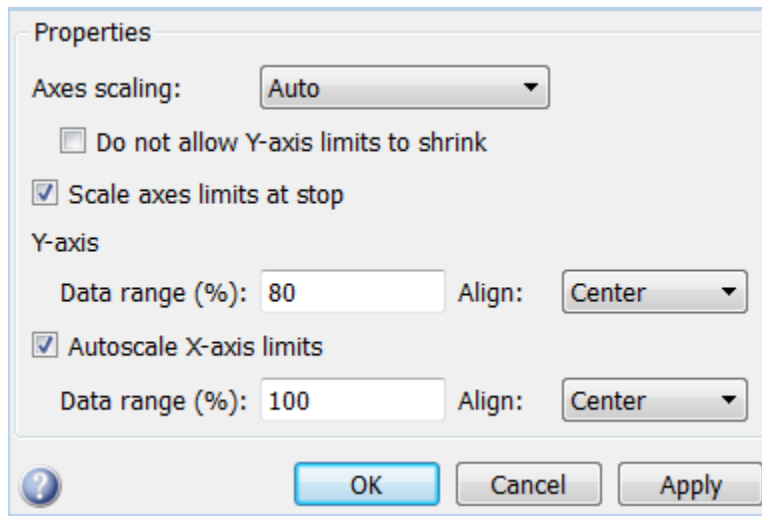 Properties
Axes scaling: Auto
Do not allow Y-axis limits to shrink
Scale axes limits at stop
Y-axis
Data range (%): 80 Align: Center
Autoscale X-axis limits
Data range (%): 100 Align: Center
? OK Cancel Apply